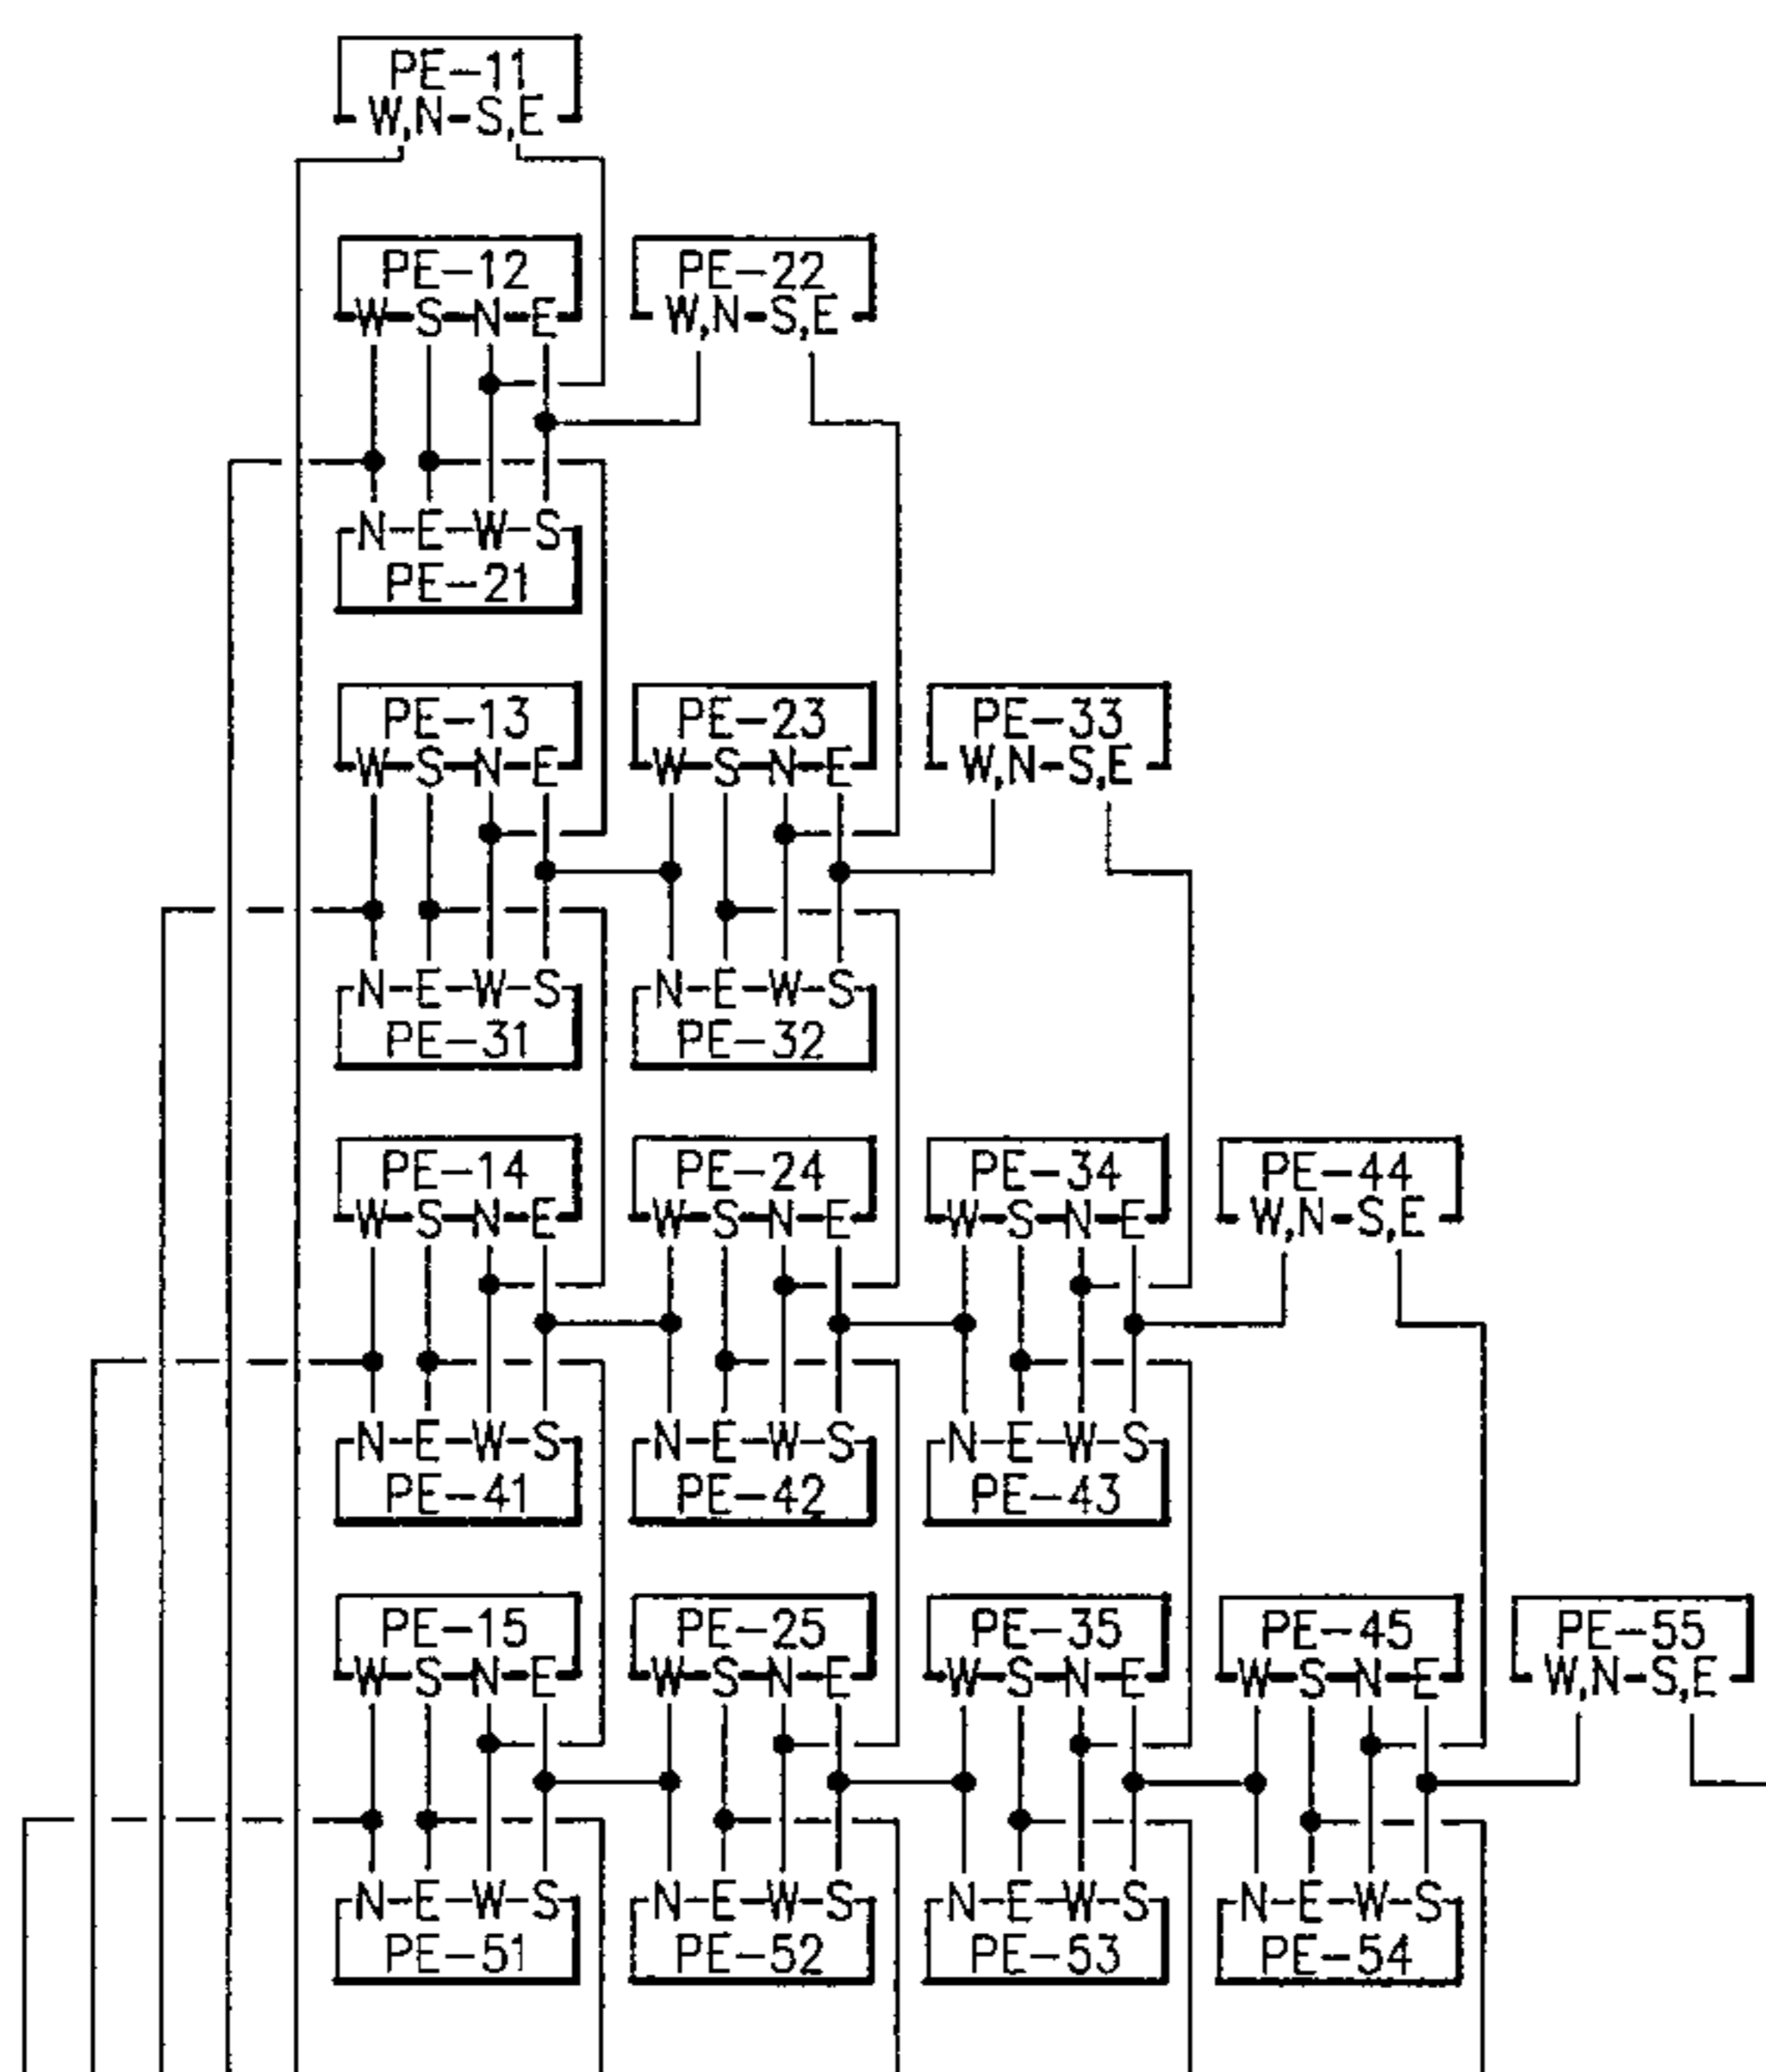 PE-11
W,N-S,E
PE-12 PE-22
W-S-N-E W,N-S,E
N-E-W-S
PE-21
PE-13 PE-23 PE-33
W-S-N-E W-S-N-E W,N-S,E
N-E-W-S N-E-W-S
PE-31 PE-32
PE-14 PE-24 PE-34 PE-44
W-S-N-E W-S-N-E W-S-N-E W,N-S,E
N-E-W-S N-E-W-S N-E-W-S
PE-41 PE-42 PE-43
PE-15 PE-25 PE-35 PE-45 PE-55
W-S-N-E W-S-N-E W-S-N-E W-S-N-E W,N-S,E
N-E-W-S N-E-W-S N-E-W-S N-E-W-S
PE-51 PE-52 PE-53 PE-54